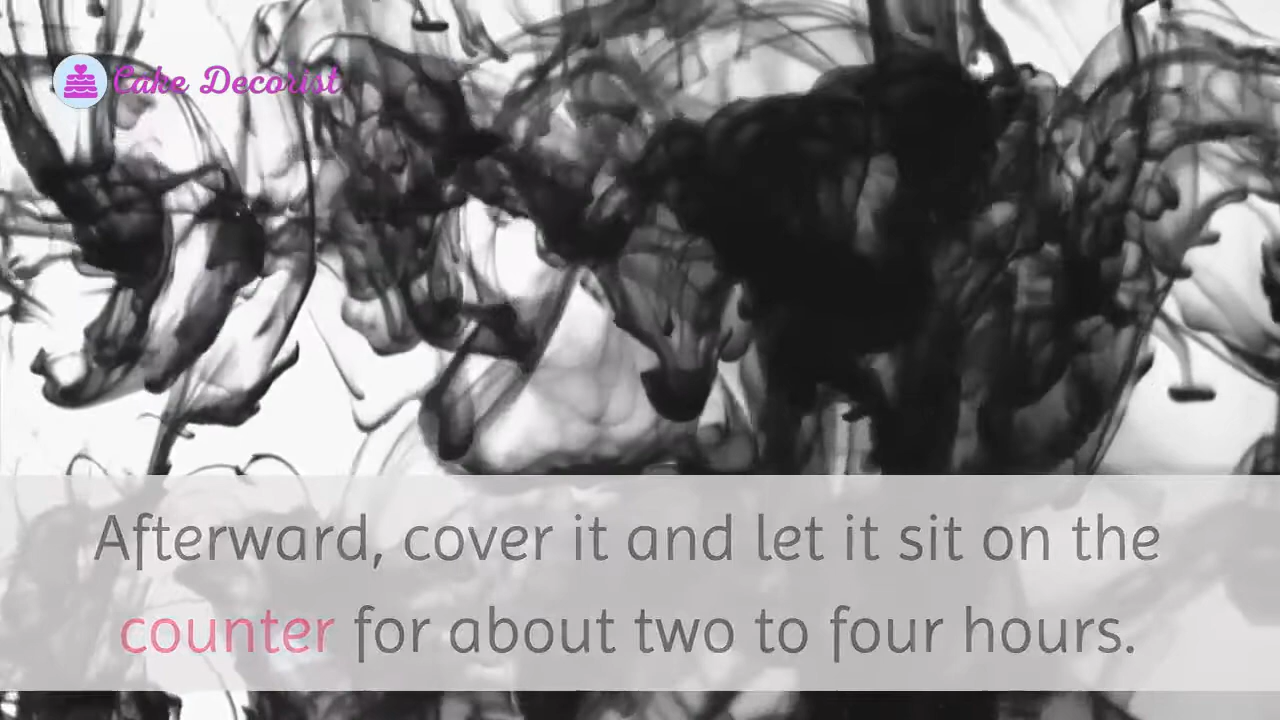 Cake Decorist
Afterward, cover it and let it sit on the
counter for about two to four hours.